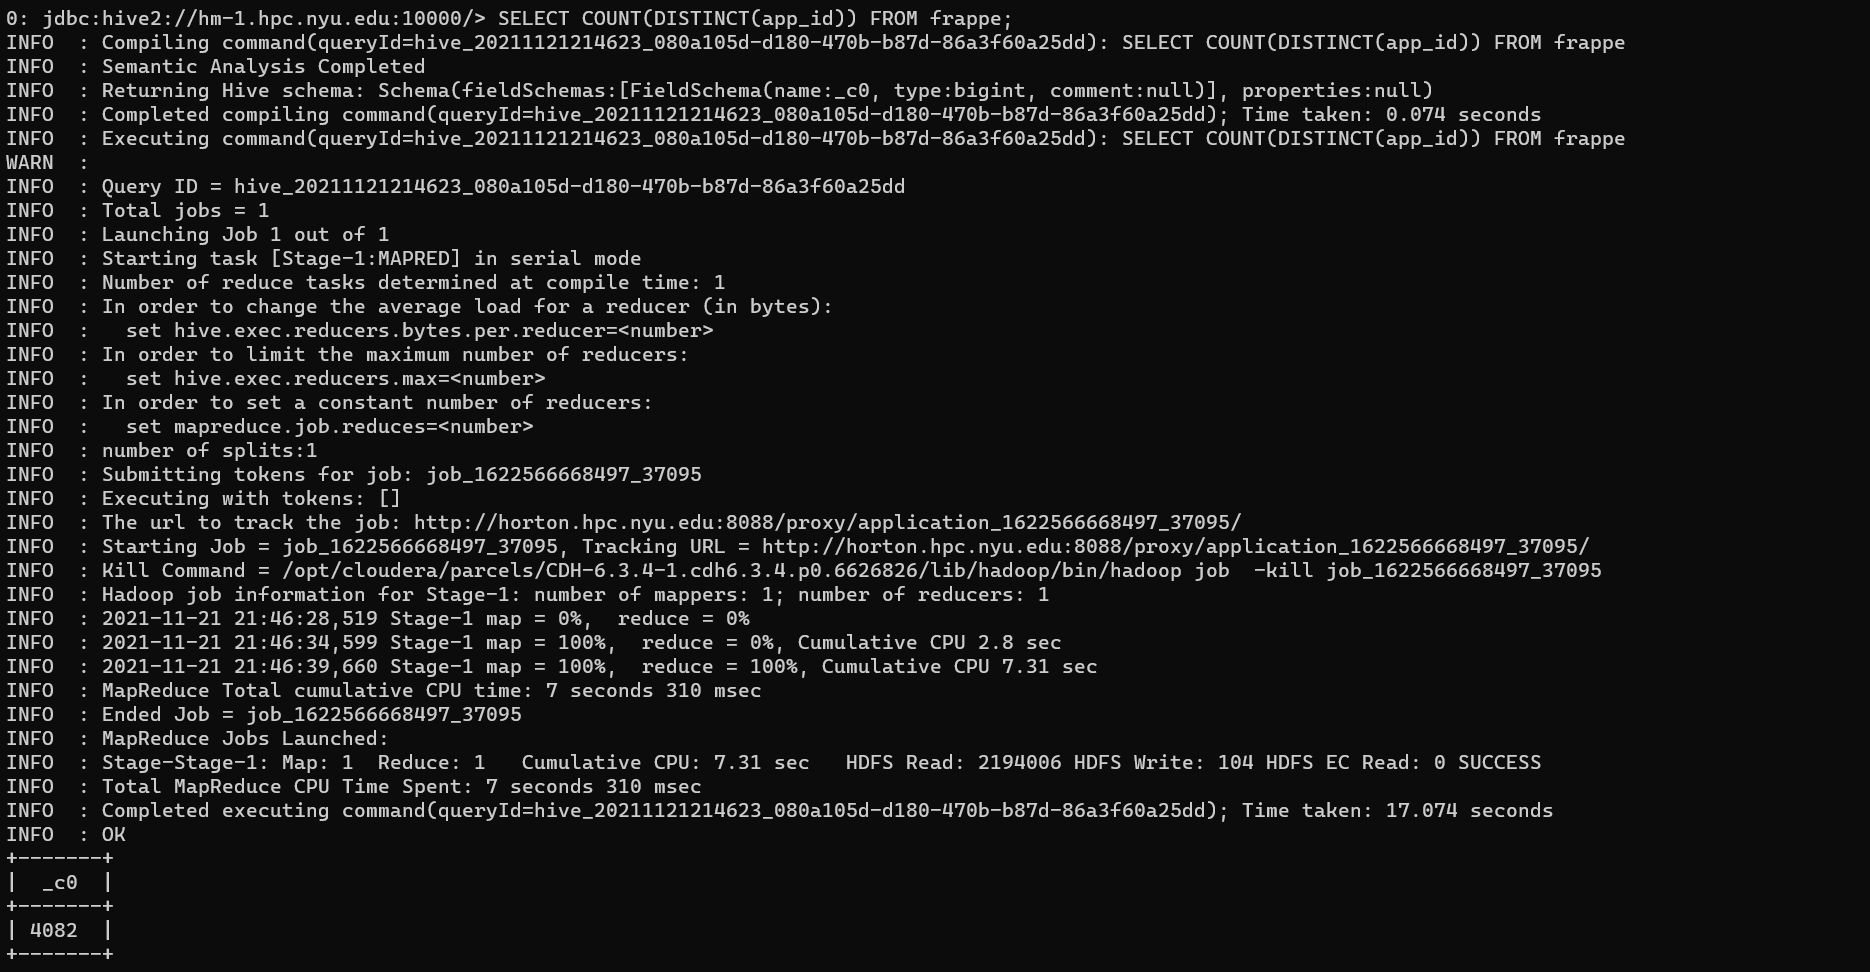 0: jdbc:hive2://hm-1.hpc.nyu.edu:10000/> SELECT COUNT(DISTINCT(app_id)) FROM frappe;
INFO  : Compiling command(queryId=hive_20211121214623_080a105d-d180-470b-b87d-86a3f60a25dd): SELECT COUNT(DISTINCT(app_id)) FROM frappe
INFO  : Semantic Analysis Completed
INFO  : Returning Hive schema: Schema(fieldSchemas:[FieldSchema(name:_c0, type:bigint, comment:null)], properties:null)
INFO  : Completed compiling command(queryId=hive_20211121214623_080a105d-d180-470b-b87d-86a3f60a25dd); Time taken: 0.074 seconds
INFO  : Executing command(queryId=hive_20211121214623_080a105d-d180-470b-b87d-86a3f60a25dd): SELECT COUNT(DISTINCT(app_id)) FROM frappe
WARN  :
INFO  : Query ID = hive_20211121214623_080a105d-d180-470b-b87d-86a3f60a25dd
INFO  : Total jobs = 1
INFO  : Launching Job 1 out of 1
INFO  : Starting task [Stage-1:MAPRED] in serial mode
INFO  : Number of reduce tasks determined at compile time: 1
INFO  : In order to change the average load for a reducer (in bytes):
INFO  :   set hive.exec.reducers.bytes.per.reducer=<number>
INFO  : In order to limit the maximum number of reducers:
INFO  :   set hive.exec.reducers.max=<number>
INFO  : In order to set a constant number of reducers:
INFO  :   set mapreduce.job.reduces=<number>
INFO  : number of splits:1
INFO  : Submitting tokens for job: job_1622566668497_37095
INFO  : Executing with tokens: []
INFO  : The url to track the job: http://horton.hpc.nyu.edu:8088/proxy/application_1622566668497_37095/
INFO  : Starting Job = job_1622566668497_37095, Tracking URL = http://horton.hpc.nyu.edu:8088/proxy/application_1622566668497_37095/
INFO  : Kill Command = /opt/cloudera/parcels/CDH-6.3.4-1.cdh6.3.4.p0.6626826/lib/hadoop/bin/hadoop job  -kill job_1622566668497_37095
INFO  : Hadoop job information for Stage-1: number of mappers: 1; number of reducers: 1
INFO  : 2021-11-21 21:46:28,519 Stage-1 map = 0%,  reduce = 0%
INFO  : 2021-11-21 21:46:34,599 Stage-1 map = 100%,  reduce = 0%, Cumulative CPU 2.8 sec
INFO  : 2021-11-21 21:46:39,660 Stage-1 map = 100%,  reduce = 100%, Cumulative CPU 7.31 sec
INFO  : MapReduce Total cumulative CPU time: 7 seconds 310 msec
INFO  : Ended Job = job_1622566668497_37095
INFO  : MapReduce Jobs Launched:
INFO  : Stage-Stage-1: Map: 1  Reduce: 1   Cumulative CPU: 7.31 sec   HDFS Read: 2194006 HDFS Write: 104 HDFS EC Read: 0 SUCCESS
INFO  : Total MapReduce CPU Time Spent: 7 seconds 310 msec
INFO  : Completed executing command(queryId=hive_20211121214623_080a105d-d180-470b-b87d-86a3f60a25dd); Time taken: 17.074 seconds
INFO  : OK
+-------+
|  _c0  |
+-------+
| 4082  |
+-------+